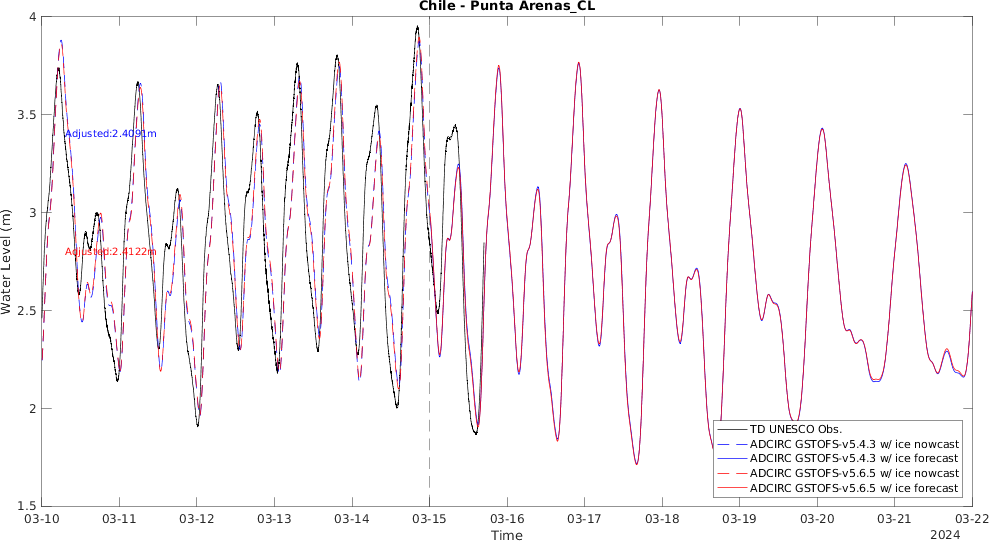 Chile - Punta Arenas_CL
4
3.5
3
2.5
2
1.5
Water Level (m)
Adjusted:2.4091m
Adjusted:2.4122m
TD UNESCO Obs.
ADCIRC GSTOFS-v5.4.3 w/ ice nowcast
ADCIRC GSTOFS-v5.4.3 w/ ice forecast
ADCIRC GSTOFS-v5.6.5 w/ ice nowcast
ADCIRC GSTOFS-v5.6.5 w/ ice forecast
03-10 03-11 03-12 03-13 03-14 03-15 03-16 03-17 03-18 03-19 03-20 03-21 03-22
Time
2024